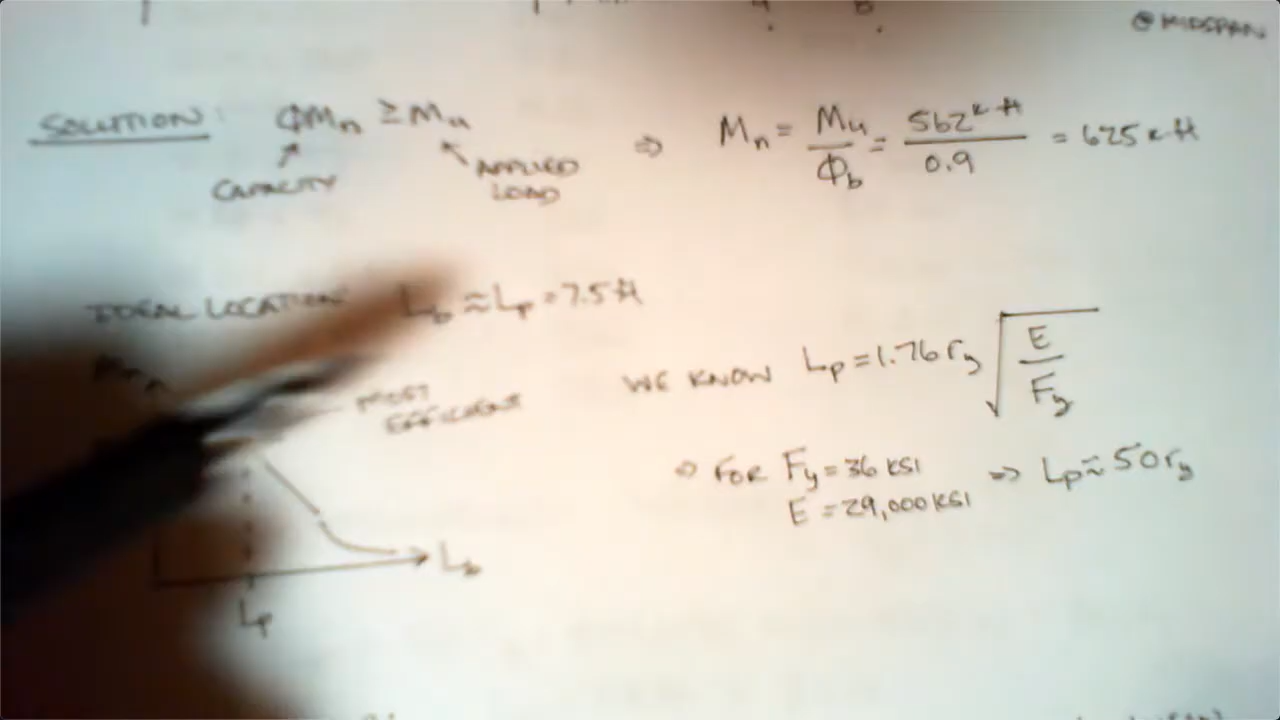 @ MIDSPAN
SOLUTION: ϕMn ≥ Mu
CAPACITY
APPLIED
LOAD
⇒ Mn = Mu/ϕb = 562 k-ft/0.9 = 625 k-ft
IDEAL LOCATION: Lb ≈ Lp = 7.5 ft
MOST
EFFICIENT
Lb
Lp
WE KNOW Lp = 1.76 ry √(E/Fy)
⇒ FOR Fy = 36 KSI ⇒ Lp ≈ 50 ry
E = 29,000 KSI